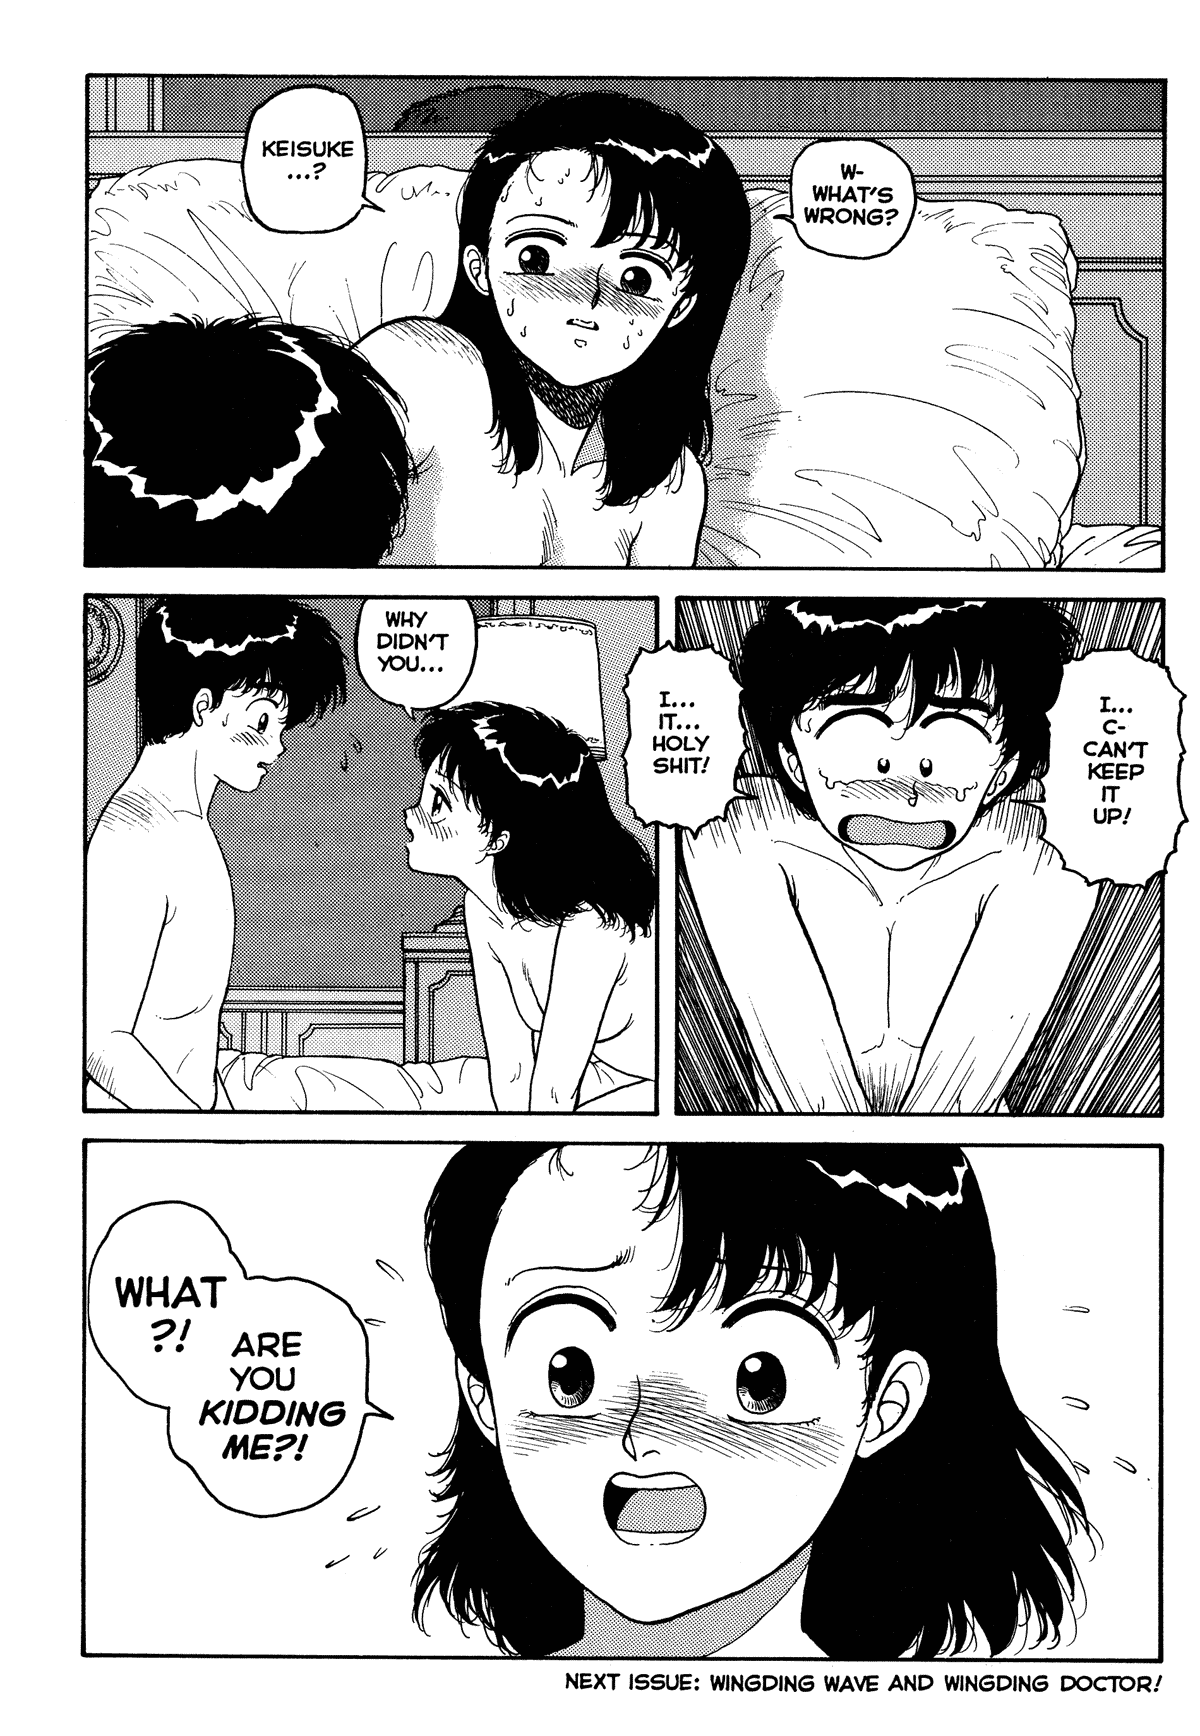 KEISUKE
...?
W-
WHAT'S
WRONG?
WHY
DIDN'T
YOU...
I...
IT...
HOLY
SHIT!
I...
C-
CAN'T
KEEP
IT
UP!
WHAT
?!
ARE
YOU
KIDDING
ME?!
NEXT ISSUE: WINGDING WAVE AND WINGDING DOCTOR!